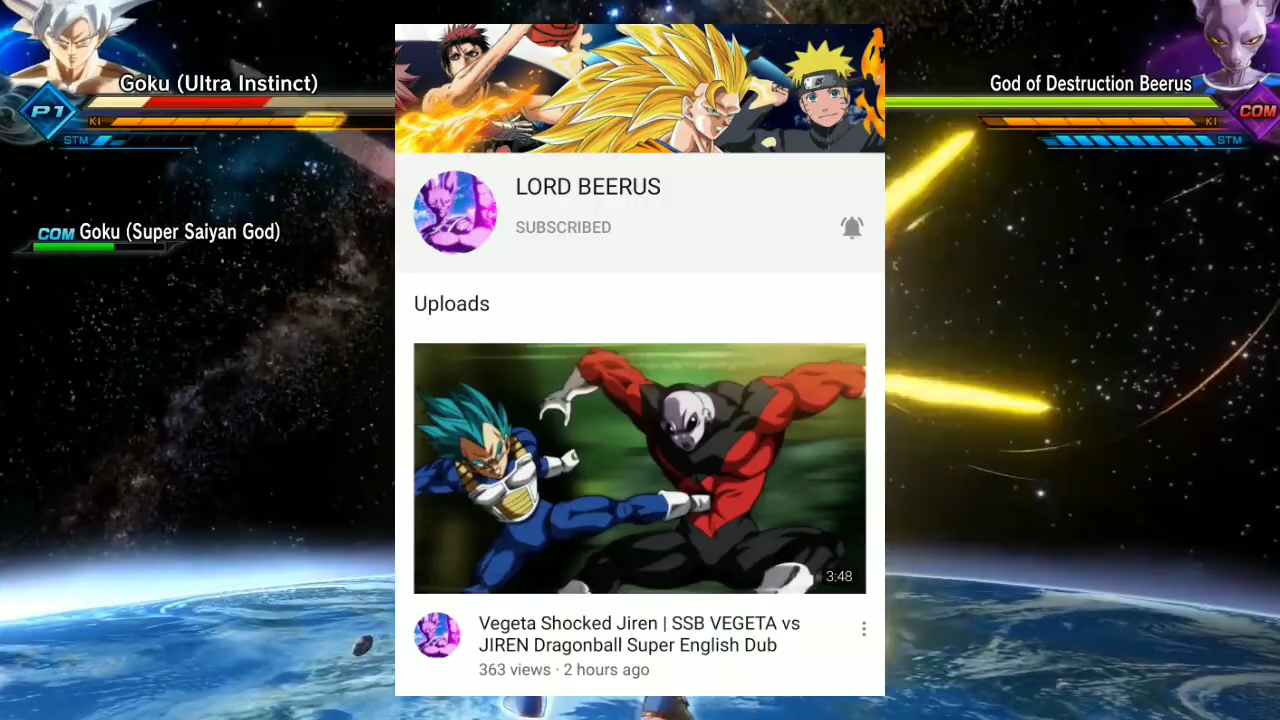 Goku (Ultra Instinct)
P1
KI
STM
COM Goku (Super Saiyan God)
God of Destruction Beerus
COM
KI
STM
LORD BEERUS
SUBSCRIBED
Uploads
3:48
Vegeta Shocked Jiren | SSB VEGETA vs
JIREN Dragonball Super English Dub
363 views · 2 hours ago